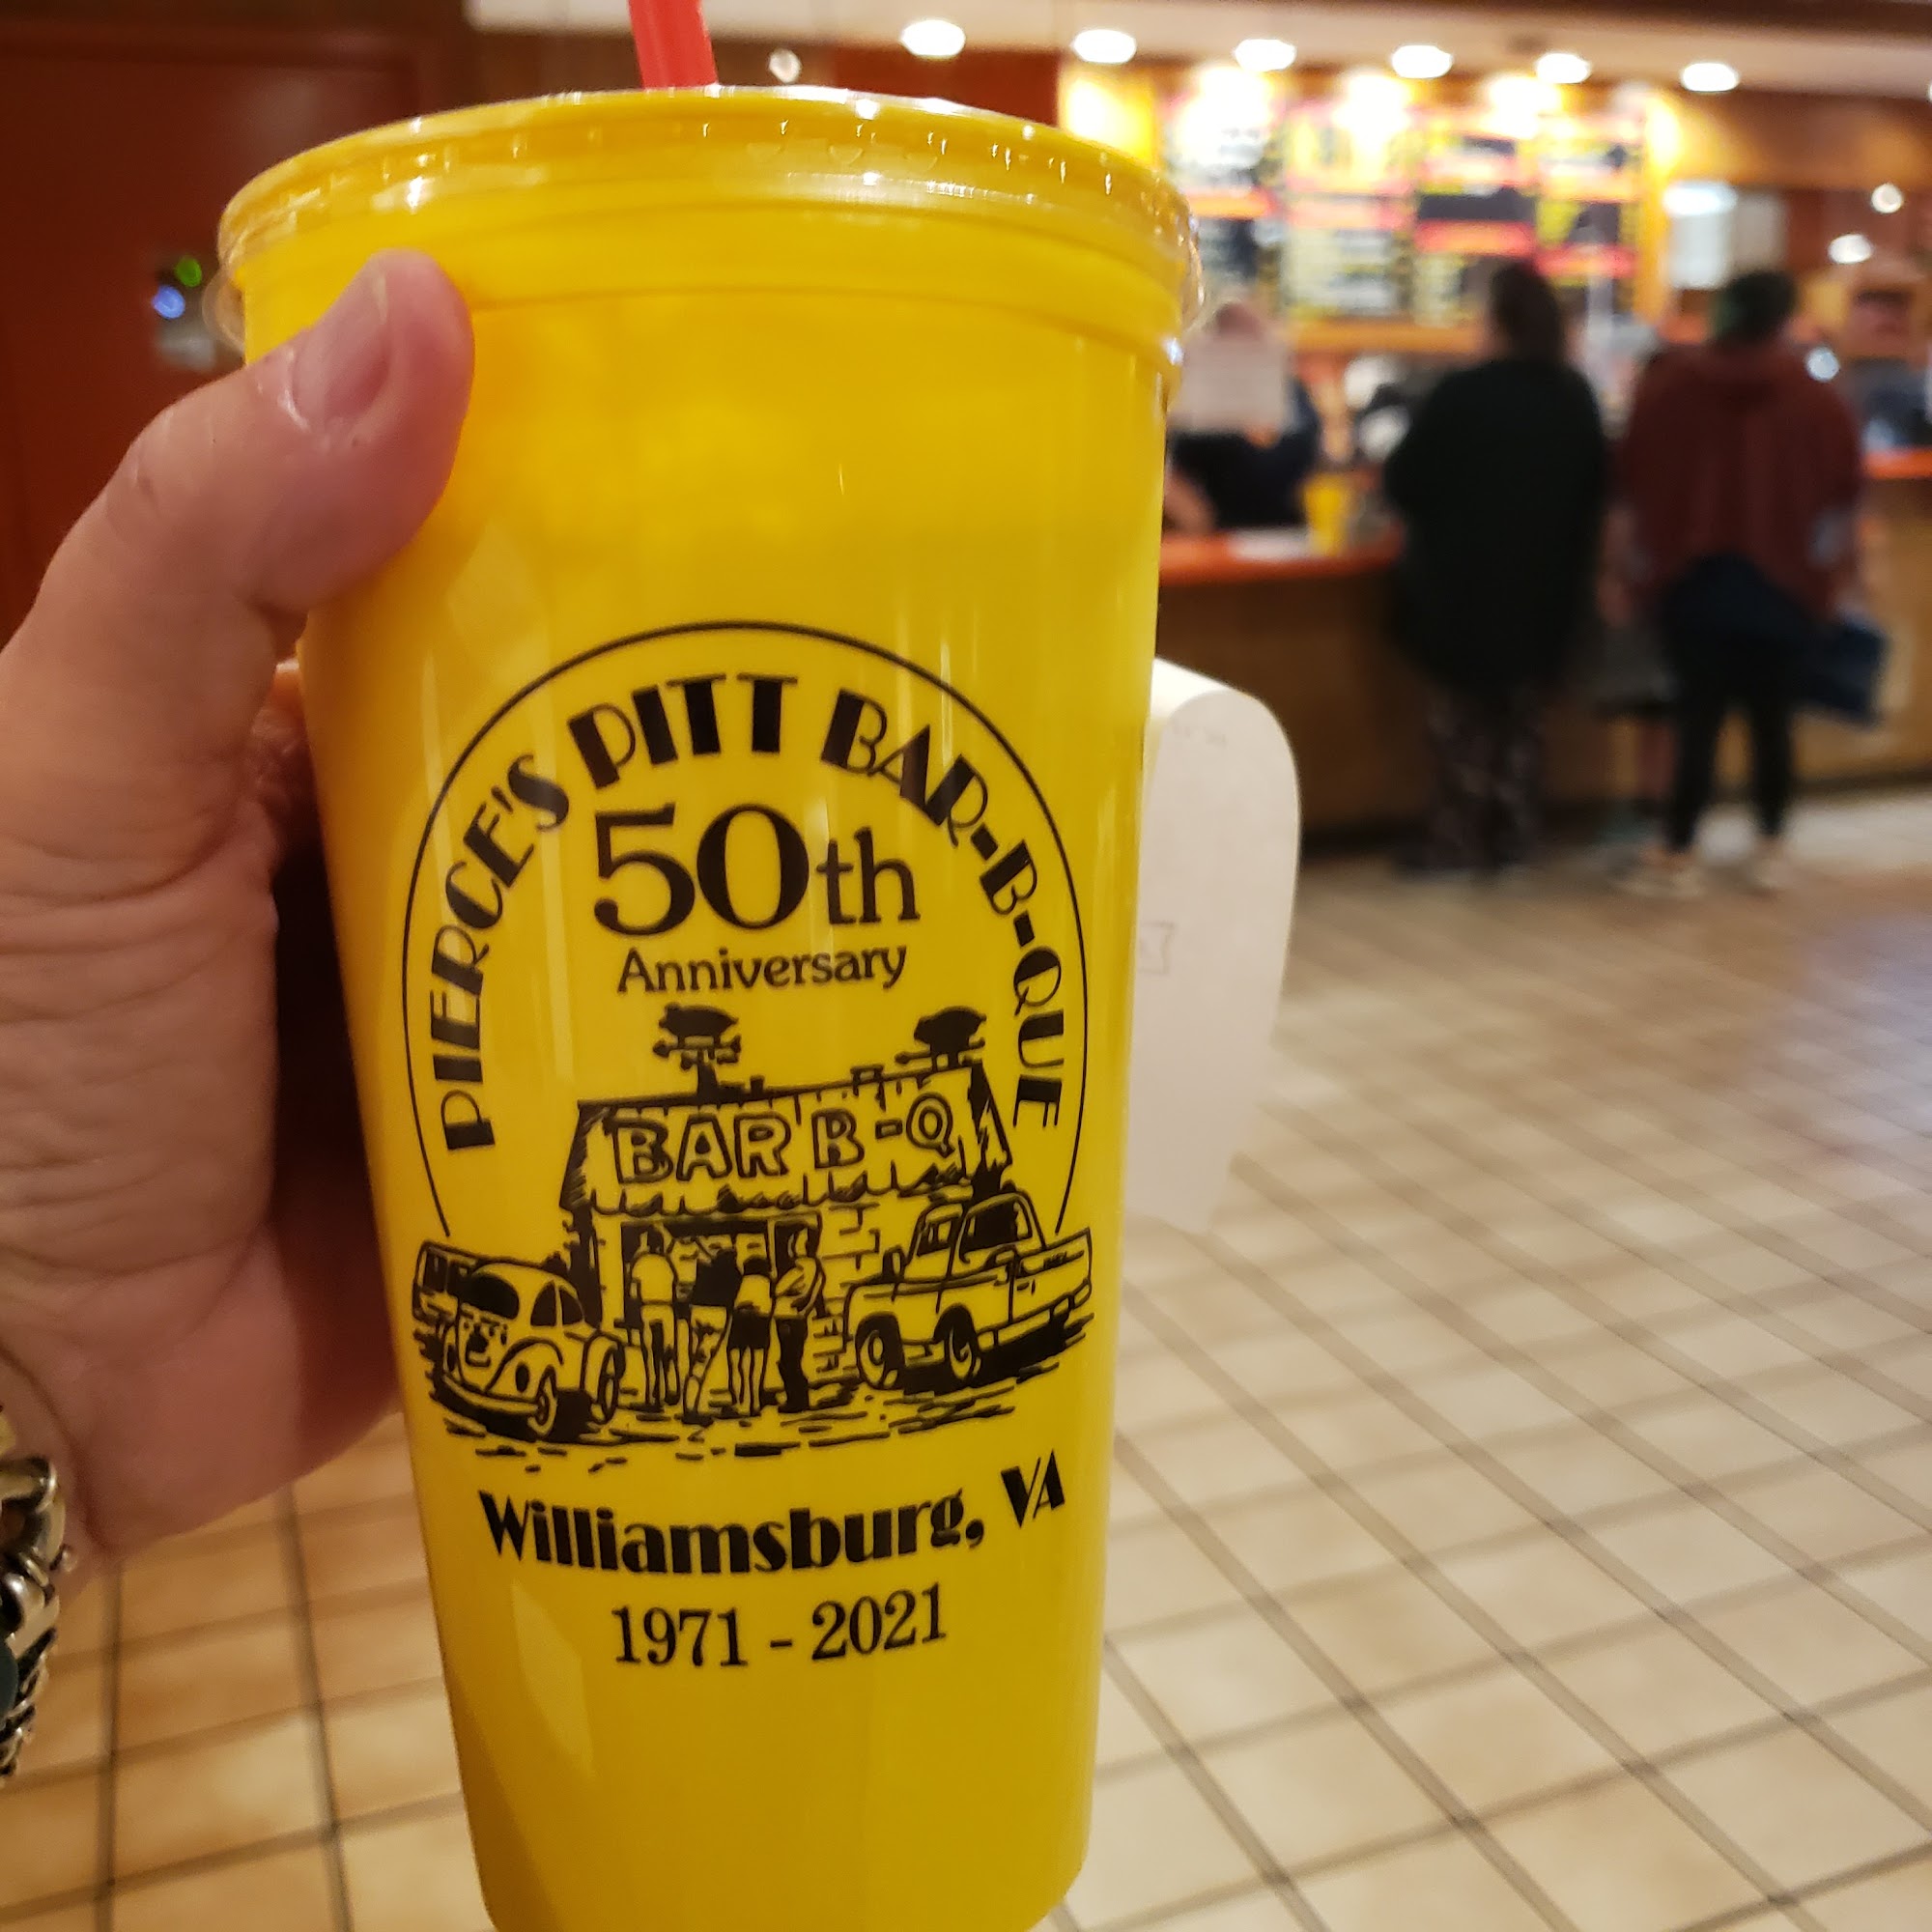 PIERCE'S PITT BAR-B-QUE
50th
Anniversary
BAR B-Q
Williamsburg, VA
1971 - 2021